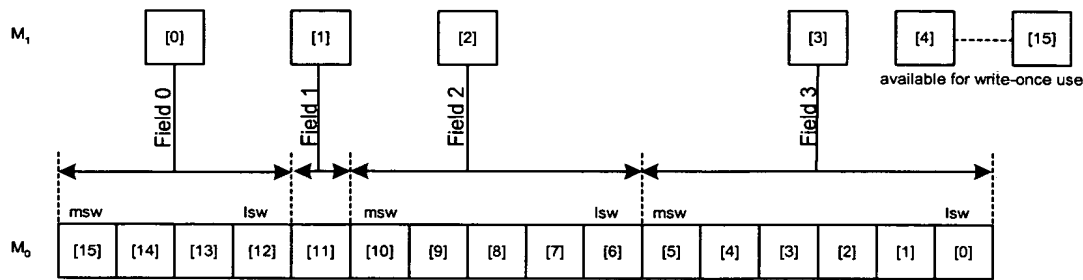 M1 [0] [1] [2] [3] [4] [15]
available for write-once use
Field 0 Field 1 Field 2 Field 3
msw lsw msw lsw msw lsw
M0 [15] [14] [13] [12] [11] [10] [9] [8] [7] [6] [5] [4] [3] [2] [1] [0]